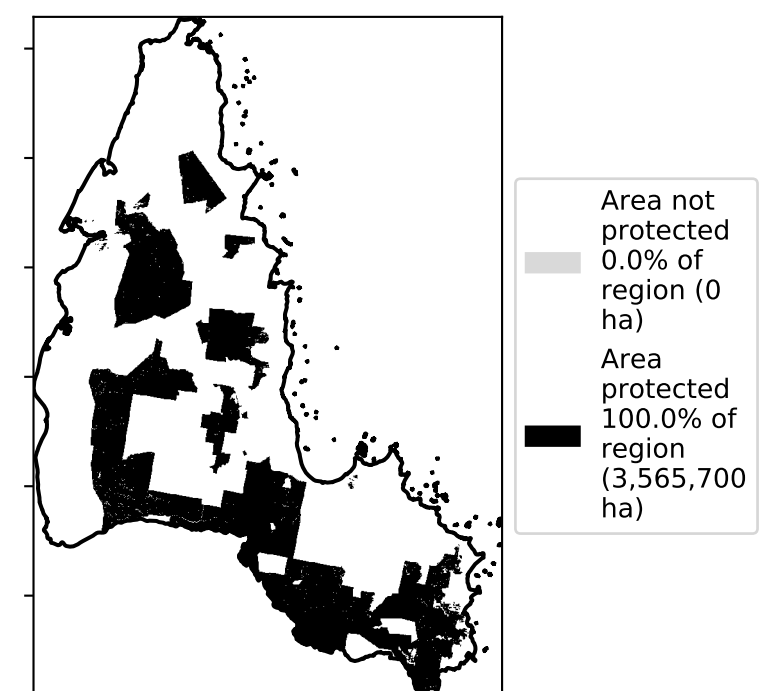 Area not
protected
0.0% of
region (0
ha)
Area
protected
100.0% of
region
(3,565,700
ha)